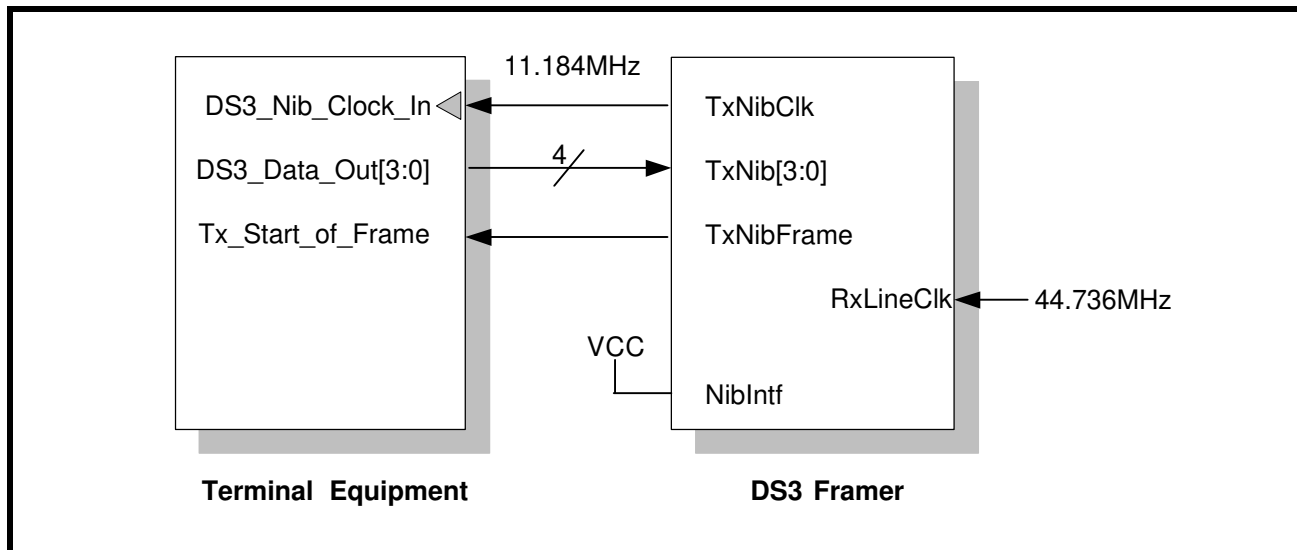 11.184MHz
DS3_Nib_Clock_In
TxNibClk
DS3_Data_Out[3:0]
4
TxNib[3:0]
Tx_Start_of_Frame
TxNibFrame
RxLineClk
44.736MHz
VCC
NibIntf
Terminal Equipment
DS3 Framer